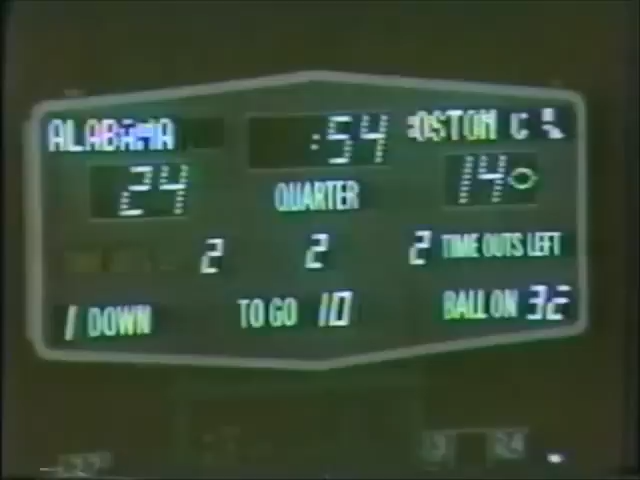 ALABAMA :54 BOSTON C
24 QUARTER 14
2 2 2 TIME OUTS LEFT
1 DOWN TO GO 10 BALL ON 32